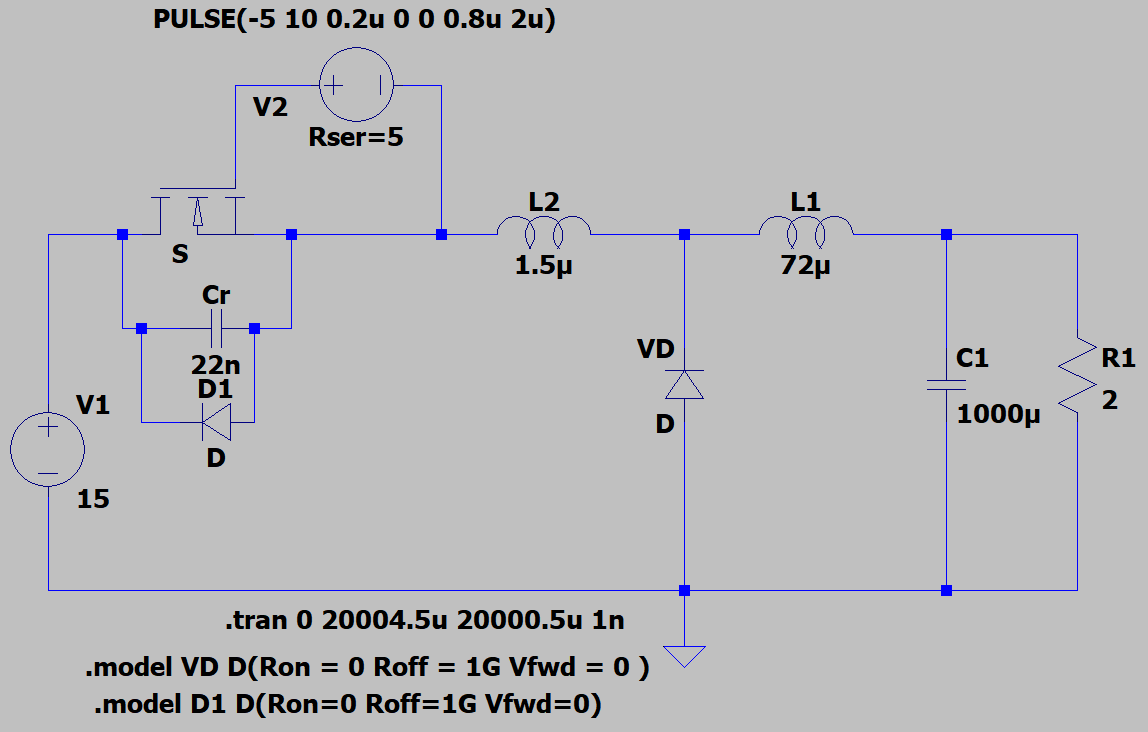 PULSE(-5 10 0.2u 0 0 0.8u 2u)
V2
Rser=5
L2
L1
S
1.5µ
72µ
Cr
VD
C1
R1
22n
D1
2
V1
1000µ
D
D
15
.tran 0 20004.5u 20000.5u 1n
.model VD D(Ron = 0 Roff = 1G Vfwd = 0 )
.model D1 D(Ron=0 Roff=1G Vfwd=0)